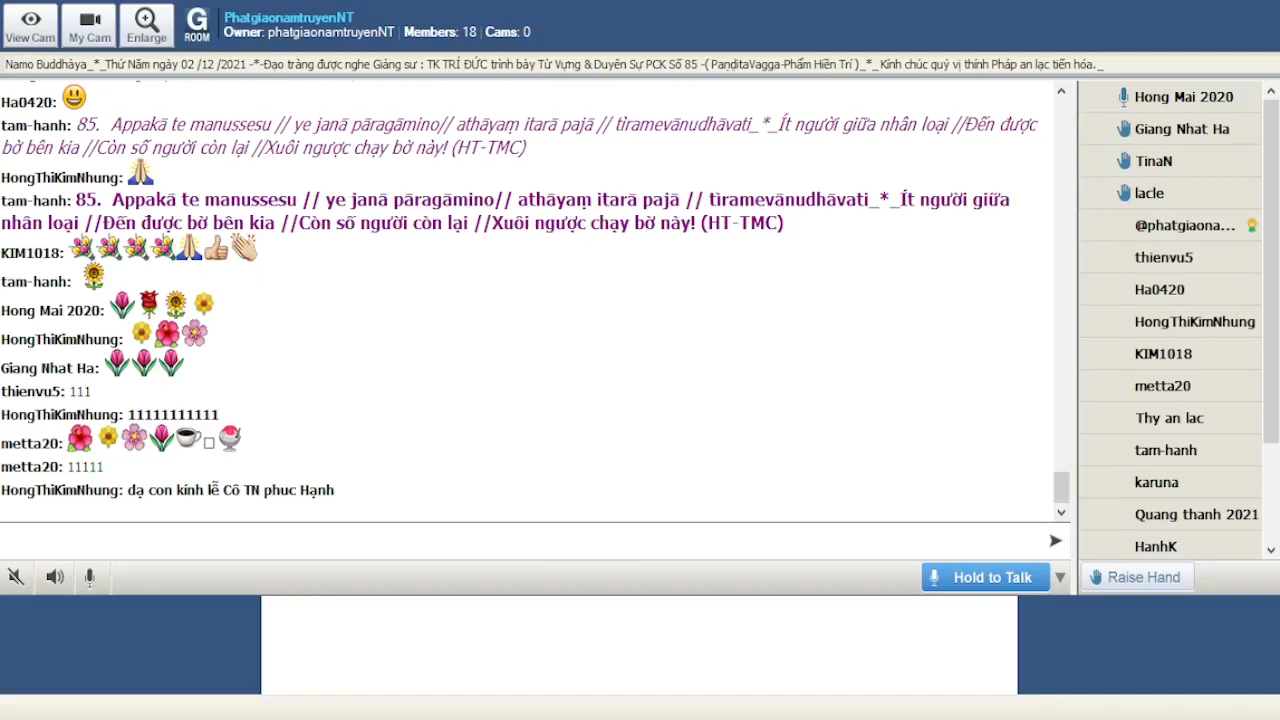 View Cam
My Cam
Enlarge
G
ROOM
PhatgiaonamtruyenNT
Owner: phatgiaonamtruyenNT | Members: 18 | Cams: 0
Namo Buddhàya_*_Thứ Năm ngày 02 /12 /2021 -*-Đạo tràng được nghe Giảng sư : TK TRÍ ĐỨC trình bày Từ Vựng & Duyên Sự PCK Số 85 -( PaṇḍitaVagga-Phẩm Hiền Trí )_*_ Kính chúc quý vị thính Pháp an lạc tiến hóa._
Ha0420:
tam-hanh: 85. Appakā te manussesu // ye janā pāragāmino// athāyaṃ itarā pajā // tìramevānudhāvati_*_Ít người giữa nhân loại //Đến được
bờ bên kia //Còn số người còn lại //Xuôi ngược chạy bờ này! (HT-TMC)
HongThiKimNhung:
tam-hanh: 85. Appakā te manussesu // ye janā pāragāmino// athāyaṃ itarā pajā // tìramevānudhāvati_*_Ít người giữa
nhân loại //Đến được bờ bên kia //Còn số người còn lại //Xuôi ngược chạy bờ này! (HT-TMC)
KIM1018:
tam-hanh:
Hong Mai 2020:
HongThiKimNhung:
Giang Nhat Ha:
thienvu5: 111
HongThiKimNhung: 11111111111
metta20:
metta20: 11111
HongThiKimNhung: dạ con kính lễ Cô TN phuc Hạnh
Hold to Talk
Hong Mai 2020
Giang Nhat Ha
TinaN
lacle
@phatgiaona...
thienvu5
Ha0420
HongThiKimNhung
KIM1018
metta20
Thy an lac
tam-hanh
karuna
Quang thanh 2021
HanhK
Raise Hand